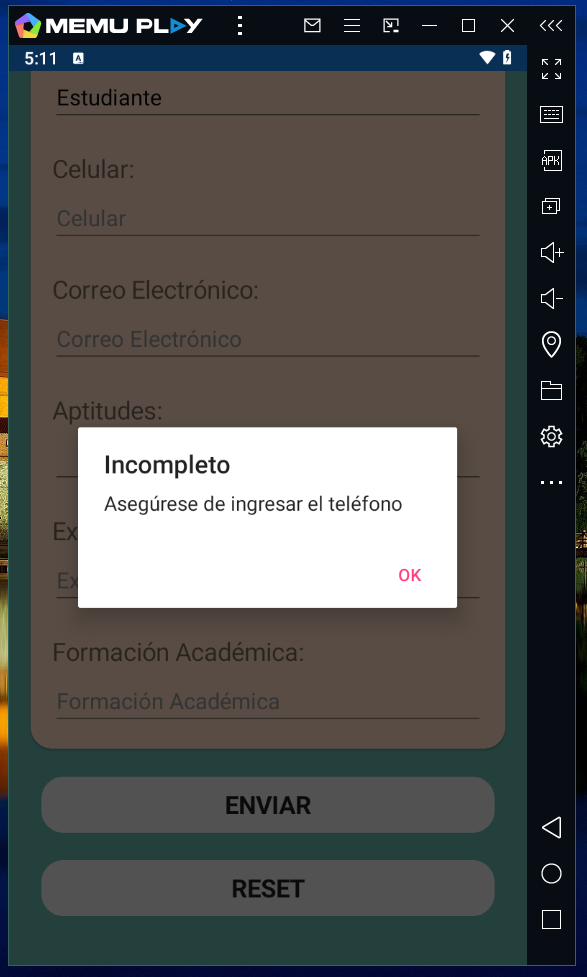 MEMU PLAY
5:11
A
Estudiante
Celular:
Celular
Correo Electrónico:
Correo Electrónico
Aptitudes:
Incompleto
Asegúrese de ingresar el teléfono
OK
Ex
Ex
Formación Académica:
Formación Académica
ENVIAR
RESET
APK